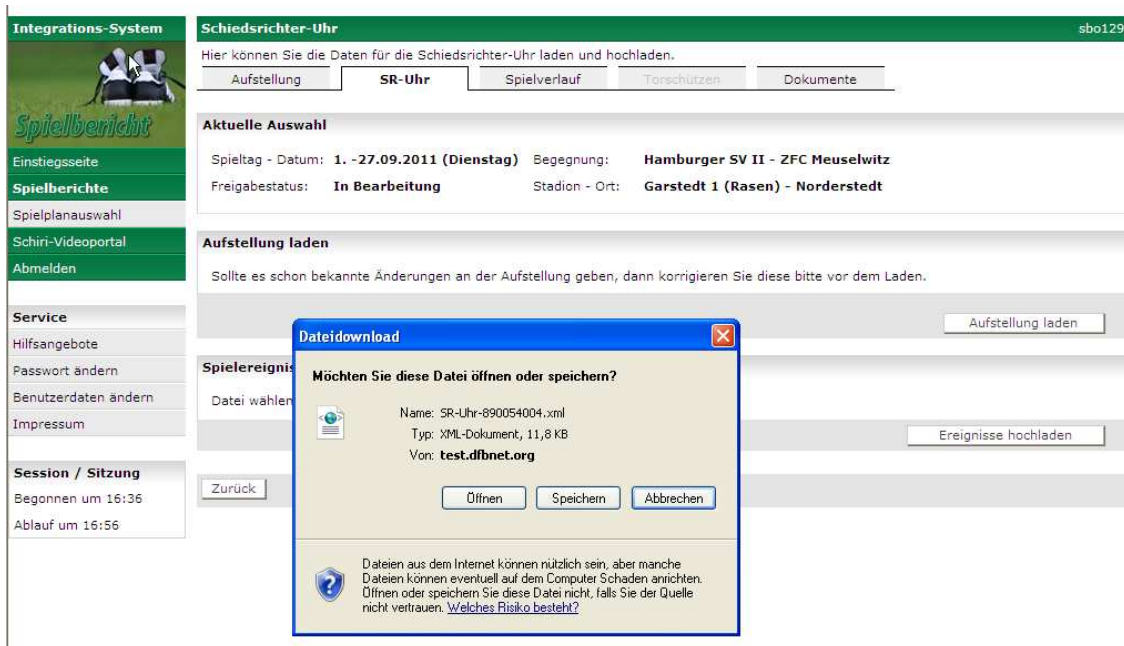 Integrations-System
Schiedsrichter-Uhr
sbo129
Hier können Sie die Daten für die Schiedsrichter-Uhr laden und hochladen.
Aufstellung
SR-Uhr
Spielverlauf
Torschützen
Dokumente
Spielbericht
Einstiegsseite
Spielberichte
Spielplanauswahl
Schiri-Videoportal
Abmelden
Service
Hilfsangebote
Passwort ändern
Benutzerdaten ändern
Impressum
Session / Sitzung
Begonnen um 16:36
Ablauf um 16:56
Aktuelle Auswahl
Spieltag - Datum: 1. -27.09.2011 (Dienstag) Begegnung: Hamburger SV II - ZFC Meuselwitz
Freigabestatus: In Bearbeitung Stadion - Ort: Garstedt 1 (Rasen) - Norderstedt
Aufstellung laden
Sollte es schon bekannte Änderungen an der Aufstellung geben, dann korrigieren Sie diese bitte vor dem Laden.
Aufstellung laden
Spielereignis
Datei wählen
Ereignisse hochladen
Zurück
Dateidownload
Möchten Sie diese Datei öffnen oder speichern?
Name: SR-Uhr-890054004.xml
Typ: XML-Dokument, 11,8 KB
Von: test.dfbnet.org
Öffnen
Speichern
Abbrechen
Dateien aus dem Internet können nützlich sein, aber manche
Dateien können eventuell auf dem Computer Schaden anrichten.
Öffnen oder speichern Sie diese Datei nicht, falls Sie der Quelle
nicht vertrauen. Welches Risiko besteht?